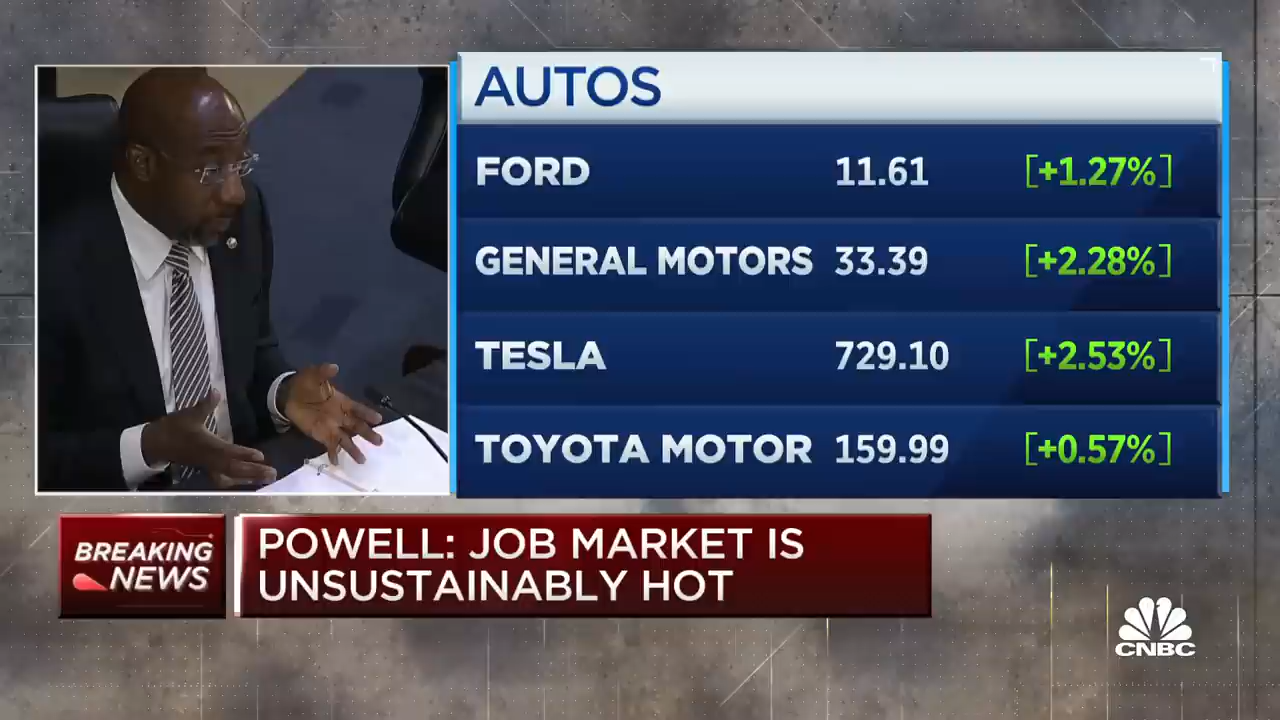 AUTOS
FORD 11.61 [+1.27%]
GENERAL MOTORS 33.39 [+2.28%]
TESLA 729.10 [+2.53%]
TOYOTA MOTOR 159.99 [+0.57%]
BREAKING NEWS
POWELL: JOB MARKET IS
UNSUSTAINABLY HOT
CNBC